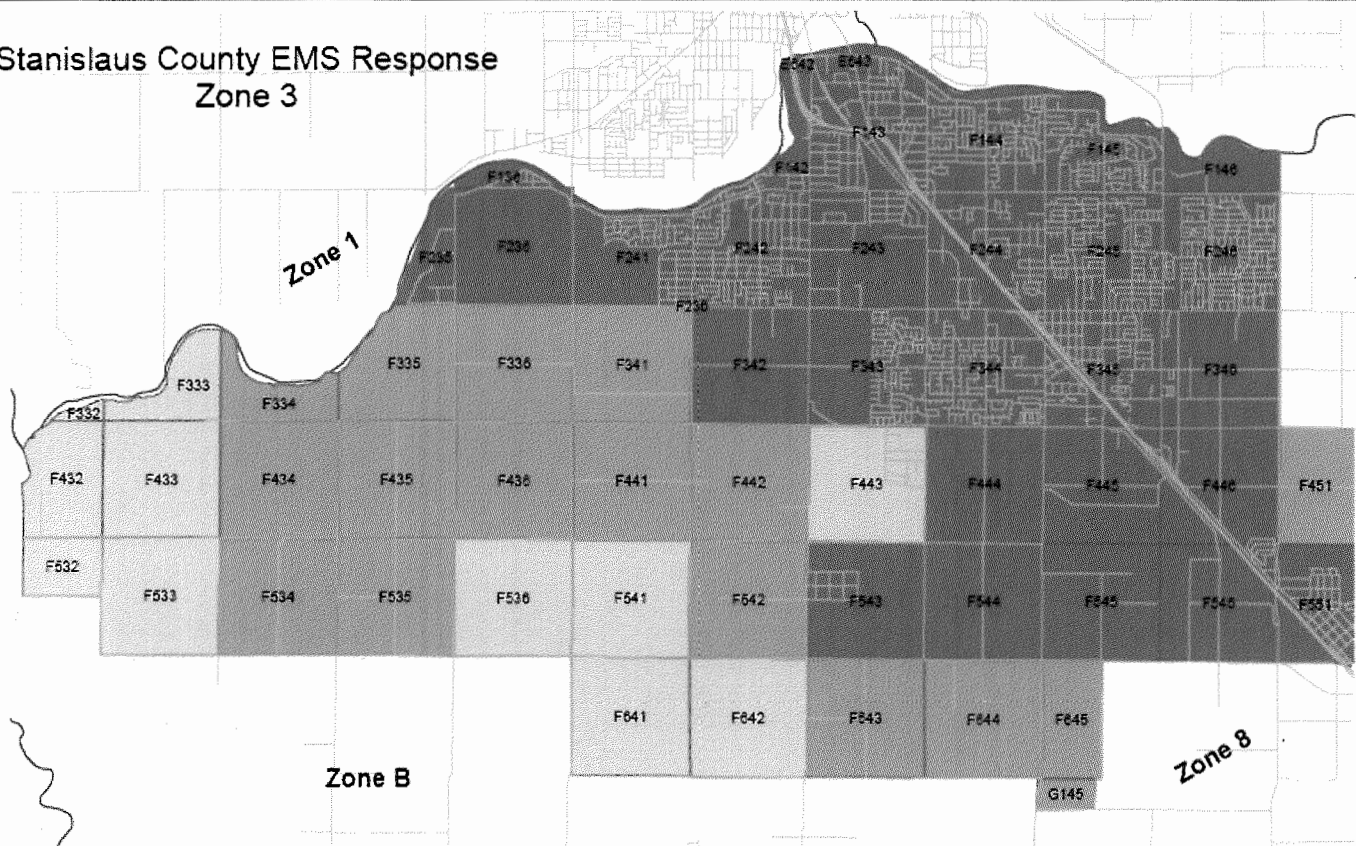 Stanislaus County EMS Response
Zone 3
E642 E643
F143 F144 F145
F136 F142 F146
Zone 1
F235 F236 F241 F242 F243 F244 F245 F246
F236
F332 F333 F334 F335 F336 F341 F342 F343 F344 F345 F346
F432 F433 F434 F435 F436 F441 F442 F443 F444 F445 F446 F451
F532 F533 F534 F535 F536 F541 F542 F543 F544 F545 F546 F551
F641 F642 F643 F644 F645
Zone B
Zone 8
G145